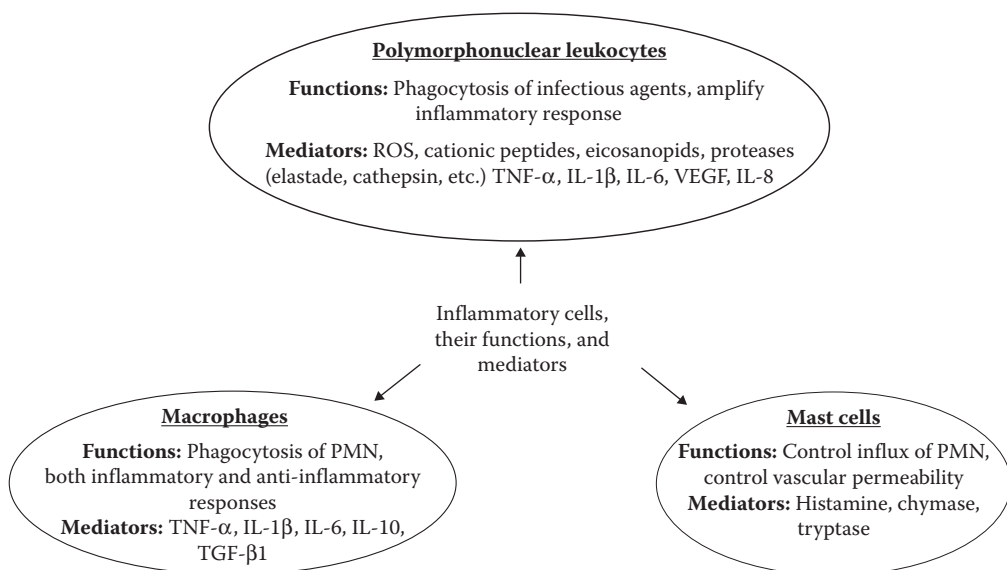 Polymorphonuclear leukocytes
Functions: Phagocytosis of infectious agents, amplify
inflammatory response
Mediators: ROS, cationic peptides, eicosanopids, proteases
(elastade, cathepsin, etc.) TNF-α, IL-1β, IL-6, VEGF, IL-8
Inflammatory cells,
their functions, and
mediators
Macrophages
Functions: Phagocytosis of PMN,
both inflammatory and anti-inflammatory
responses
Mediators: TNF-α, IL-1β, IL-6, IL-10,
TGF-β1
Mast cells
Functions: Control influx of PMN,
control vascular permeability
Mediators: Histamine, chymase,
tryptase